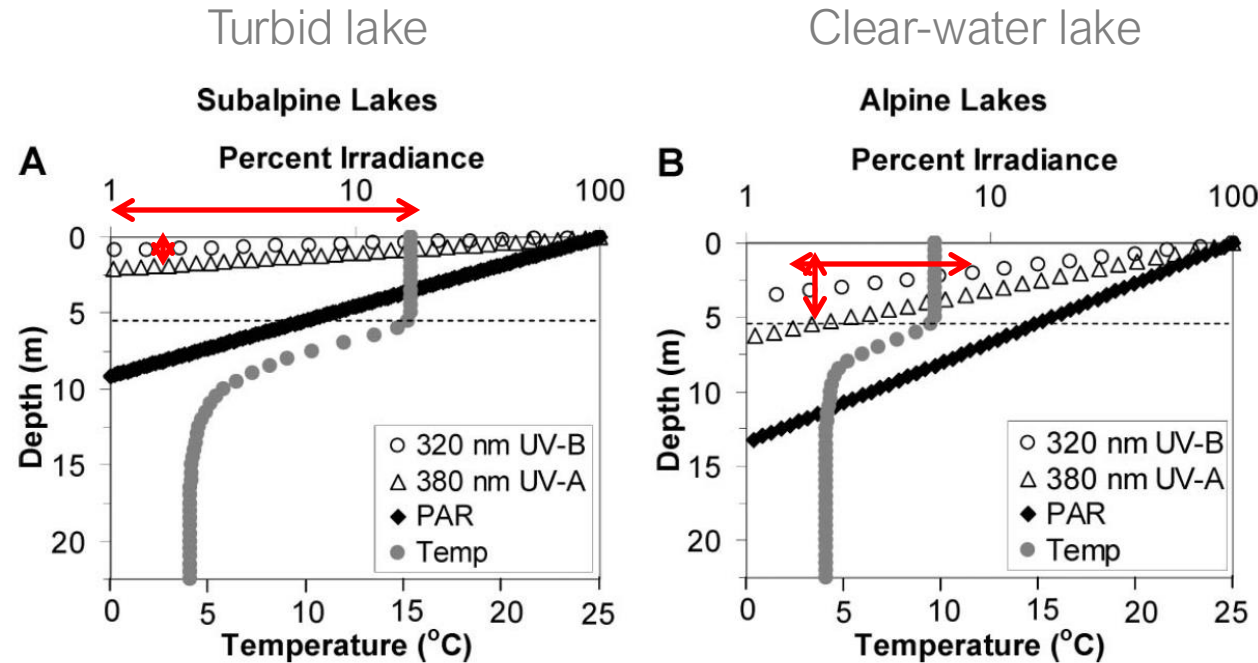 Turbid lake
Clear-water lake
Subalpine Lakes
Alpine Lakes
A
Percent Irradiance
1 10 100
0
5
10
15
20
Depth (m)
320 nm UV-B
380 nm UV-A
PAR
Temp
0 5 10 15 20 25
Temperature (°C)
B
Percent Irradiance
1 10 100
0
5
10
15
20
Depth (m)
320 nm UV-B
380 nm UV-A
PAR
Temp
0 5 10 15 20 25
Temperature (°C)